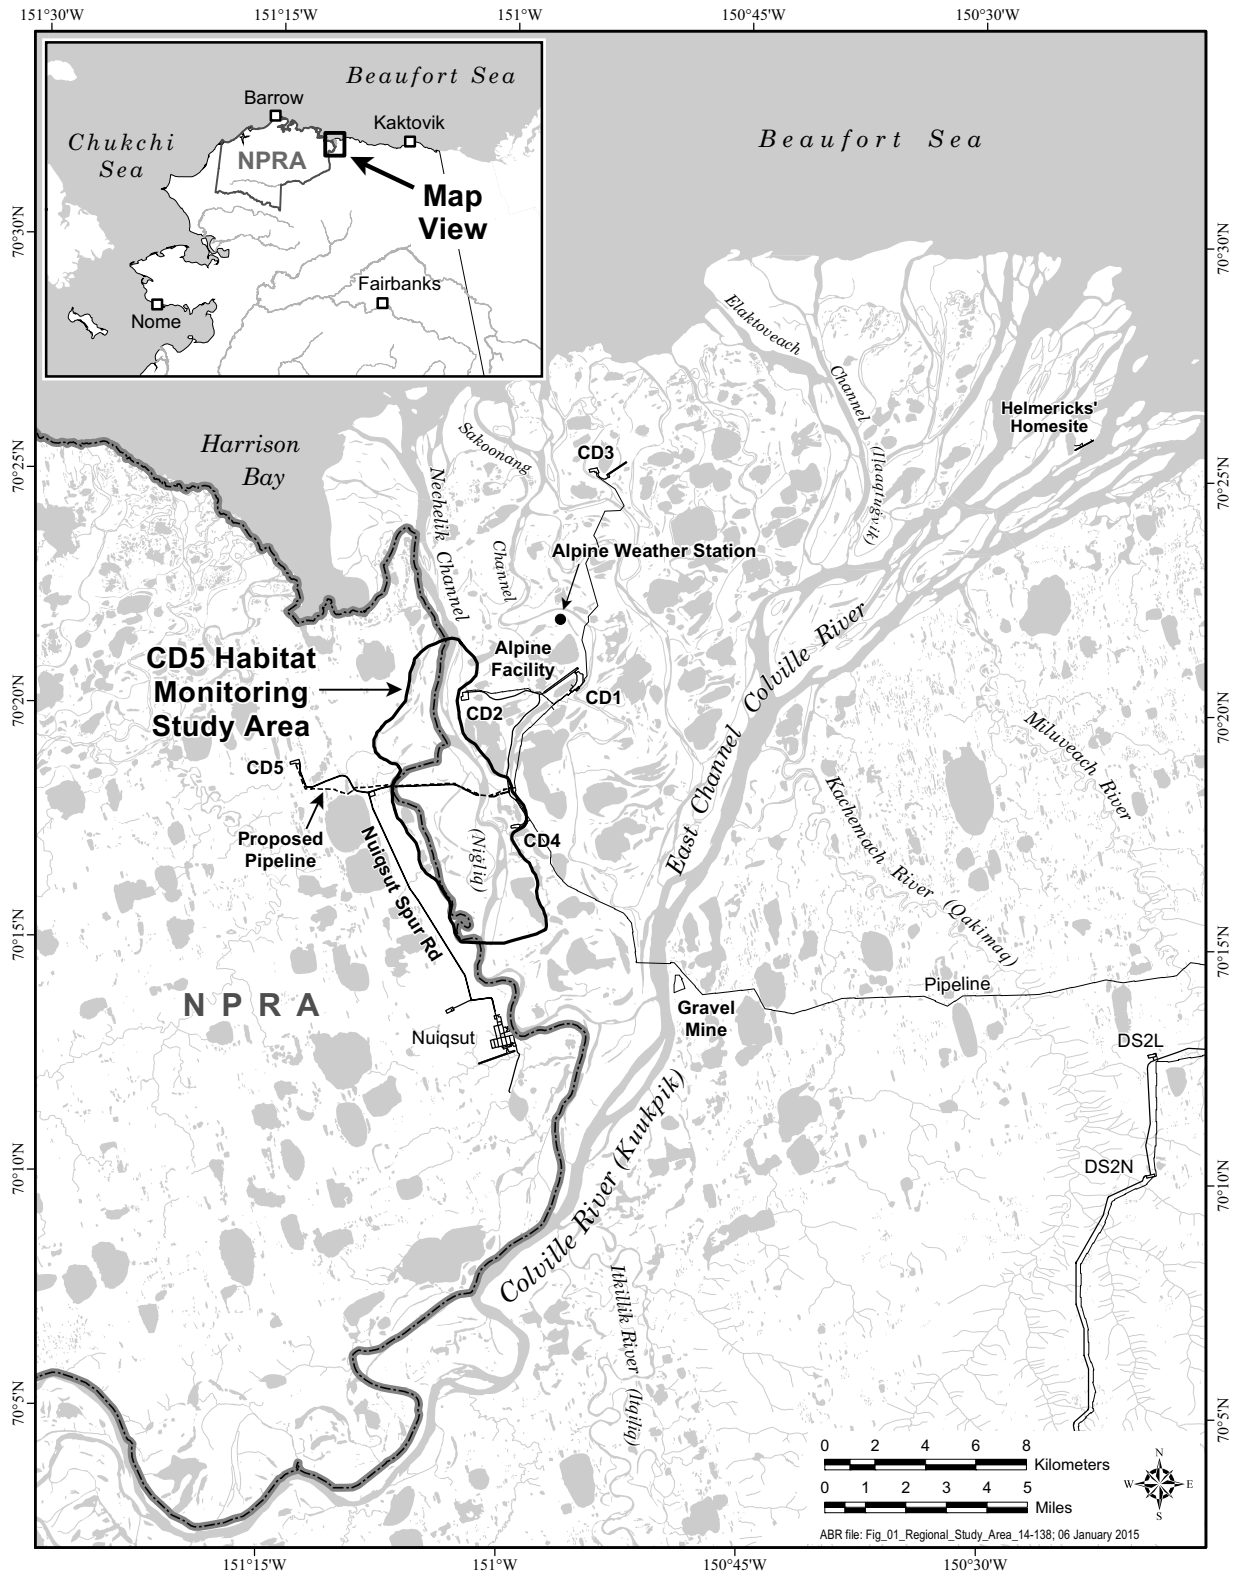 151°30'W
151°15'W
151°0'W
150°45'W
150°30'W
Beaufort Sea
Barrow
Kaktovik
Chukchi
Sea
NPRA
Map
View
Fairbanks
Nome
Beaufort Sea
70°30'N
70°30'N
Elaktoveach
Channel
(Ilaaqtuġvik)
Helmericks'
Homesite
Harrison
Bay
Sakoonang
Channel
CD3
70°25'N
70°25'N
Nechelik Channel
Alpine Weather Station
Alpine
Facility
CD5 Habitat
Monitoring
Study Area
CD1
CD2
70°20'N
70°20'N
East Channel Colville River
Miluveach River
CD5
Proposed
Pipeline
Kachemach River (Qakimaq)
CD4
(Nigliq)
Nuiqsut Spur Rd
70°15'N
70°15'N
NPRA
Pipeline
Gravel
Mine
Nuiqsut
DS2L
DS2N
70°10'N
70°10'N
Colville River (Kuukpik)
Itkillik River (Itqiliq)
70°5'N
70°5'N
0 2 4 6 8
Kilometers
0 1 2 3 4 5
Miles
N
W E
S
ABR file: Fig_01_Regional_Study_Area_14-138; 06 January 2015
151°15'W
151°0'W
150°45'W
150°30'W